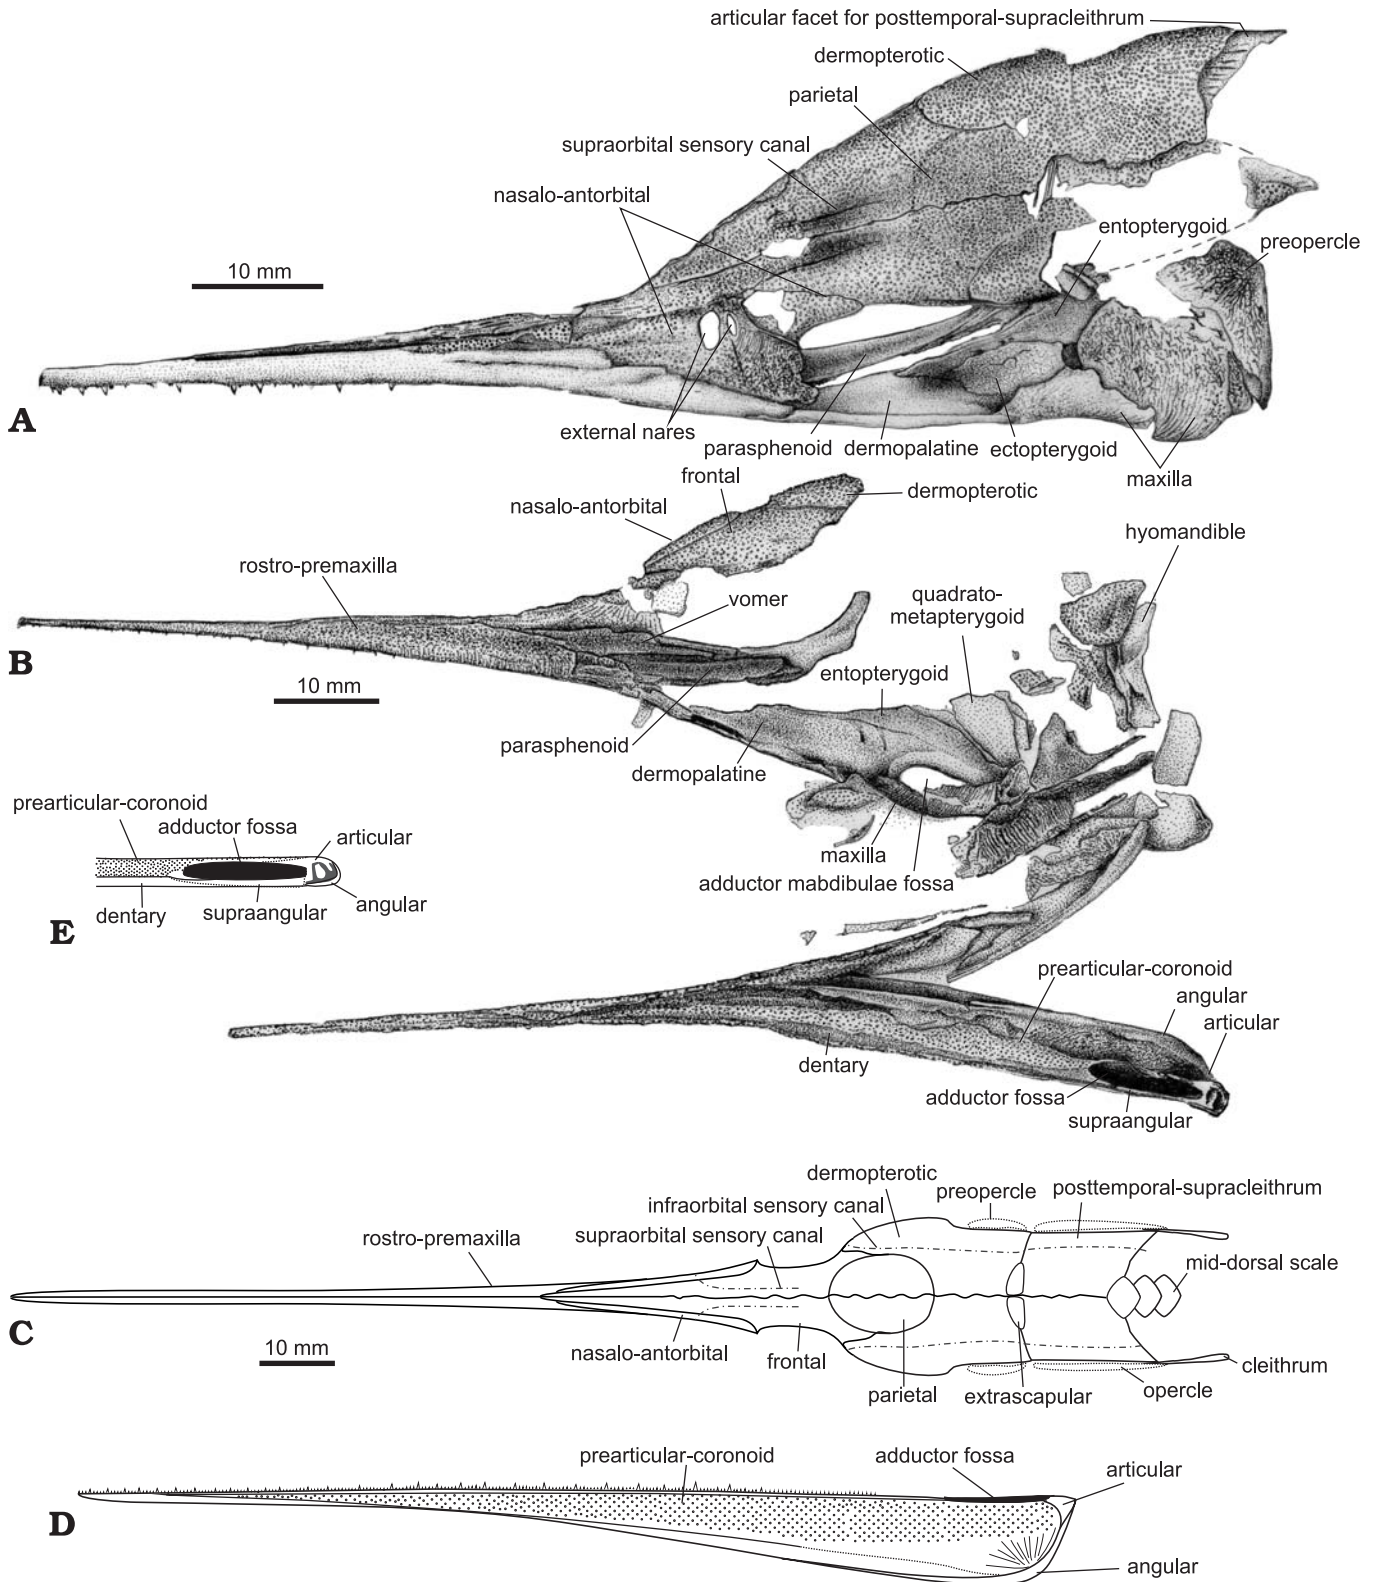 articular facet for posttemporal-supracleithrum
dermopterotic
parietal
supraorbital sensory canal
nasalo-antorbital
entopterygoid
preopercle
10 mm
A
external nares
parasphenoid
dermopalatine
ectopterygoid
maxilla
frontal
dermopterotic
nasalo-antorbital
hyomandible
rostro-premaxilla
vomer
quadrato-
metapterygoid
B
10 mm
entopterygoid
parasphenoid
dermopalatine
prearticular-coronoid
adductor fossa
articular
maxilla
adductor mabdibulae fossa
dentary
supraangular
angular
E
prearticular-coronoid
angular
articular
dentary
adductor fossa
supraangular
dermopterotic
preopercle
posttemporal-supracleithrum
infraorbital sensory canal
supraorbital sensory canal
rostro-premaxilla
mid-dorsal scale
C
10 mm
nasalo-antorbital
frontal
parietal
extrascapular
opercle
cleithrum
prearticular-coronoid
adductor fossa
articular
D
angular